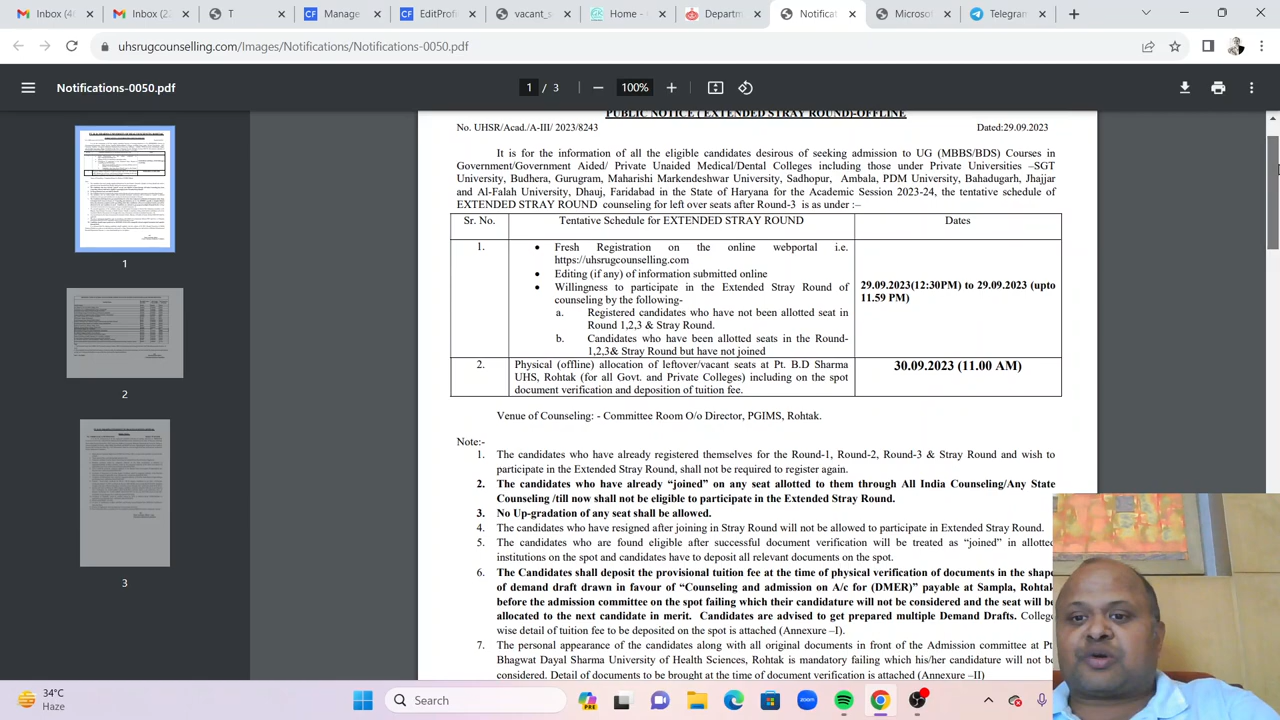 Inbox (4
Inbox (2
T
Manage
EditProf
vacant_s
Home -
Departm
Notificat
Microsof
Telegram
uhsrugcounselling.com/Images/Notifications/Notifications-0050.pdf
Notifications-0050.pdf
1 / 3
100%
PUBLIC NOTICE (EXTENDED STRAY ROUND)-OFFLINE
No. UHSR/Acad./A-III/ 2023/8243 Dated:29.09.2023
It is for the information of all the eligible candidates desirous of seeking admission to UG (MBBS/BDS) Courses in
Government/Government Aided/ Private Unaided Medical/Dental Colleges including those under Private Universities –SGT
University, Budhera, Gurugram, Maharishi Markendeshwar University, Sadhopur, Ambala, PDM University, Bahadurgarh, Jhajjar
and Al-Falah University, Dhauj, Faridabad in the State of Haryana for the Academic Session 2023-24, the tentative schedule of
EXTENDED STRAY ROUND counseling for left over seats after Round-3 is as under :–
Sr. No. Tentative Schedule for EXTENDED STRAY ROUND Dates
1. • Fresh Registration on the online webportal i.e.
https://uhsrugcounselling.com
• Editing (if any) of information submitted online
• Willingness to participate in the Extended Stray Round of
counseling by the following-
a. Registered candidates who have not been allotted seat in
Round 1,2,3 & Stray Round.
b. Candidates who have been allotted seats in the Round-
1,2,3& Stray Round but have not joined
29.09.2023(12:30PM) to 29.09.2023 (upto
11.59 PM)
2. Physical (offline) allocation of leftover/vacant seats at Pt. B.D Sharma
UHS, Rohtak (for all Govt. and Private Colleges) including on the spot
document verification and deposition of tuition fee.
30.09.2023 (11.00 AM)
Venue of Counseling: - Committee Room O/o Director, PGIMS, Rohtak.
Note:-
1. The candidates who have already registered themselves for the Round-1, Round-2, Round-3 & Stray Round and wish to
participate in the Extended Stray Round, shall not be required to register again.
2. The candidates who have already “joined” on any seat allotted to them through All India Counseling/Any State
Counseling /till now shall not be eligible to participate in the Extended Stray Round.
3. No Up-gradation of any seat shall be allowed.
4. The candidates who have resigned after joining in Stray Round will not be allowed to participate in Extended Stray Round.
5. The candidates who are found eligible after successful document verification will be treated as “joined” in allotted
institutions on the spot and candidates have to deposit all relevant documents on the spot.
6. The Candidates shall deposit the provisional tuition fee at the time of physical verification of documents in the shape
of demand draft drawn in favour of “Counseling and admission on A/c for (DMER)” payable at Sampla, Rohtak
before the admission committee on the spot failing which their candidature will not be considered and the seat will be
allocated to the next candidate in merit. Candidates are advised to get prepared multiple Demand Drafts. College
wise detail of tuition fee to be deposited on the spot is attached (Annexure –I).
7. The personal appearance of the candidates along with all original documents in front of the Admission committee at Pt.
Bhagwat Dayal Sharma University of Health Sciences, Rohtak is mandatory failing which his/her candidature will not be
considered. Detail of documents to be brought at the time of document verification is attached (Annexure –II)
1
2
3
34°C
Haze
Search